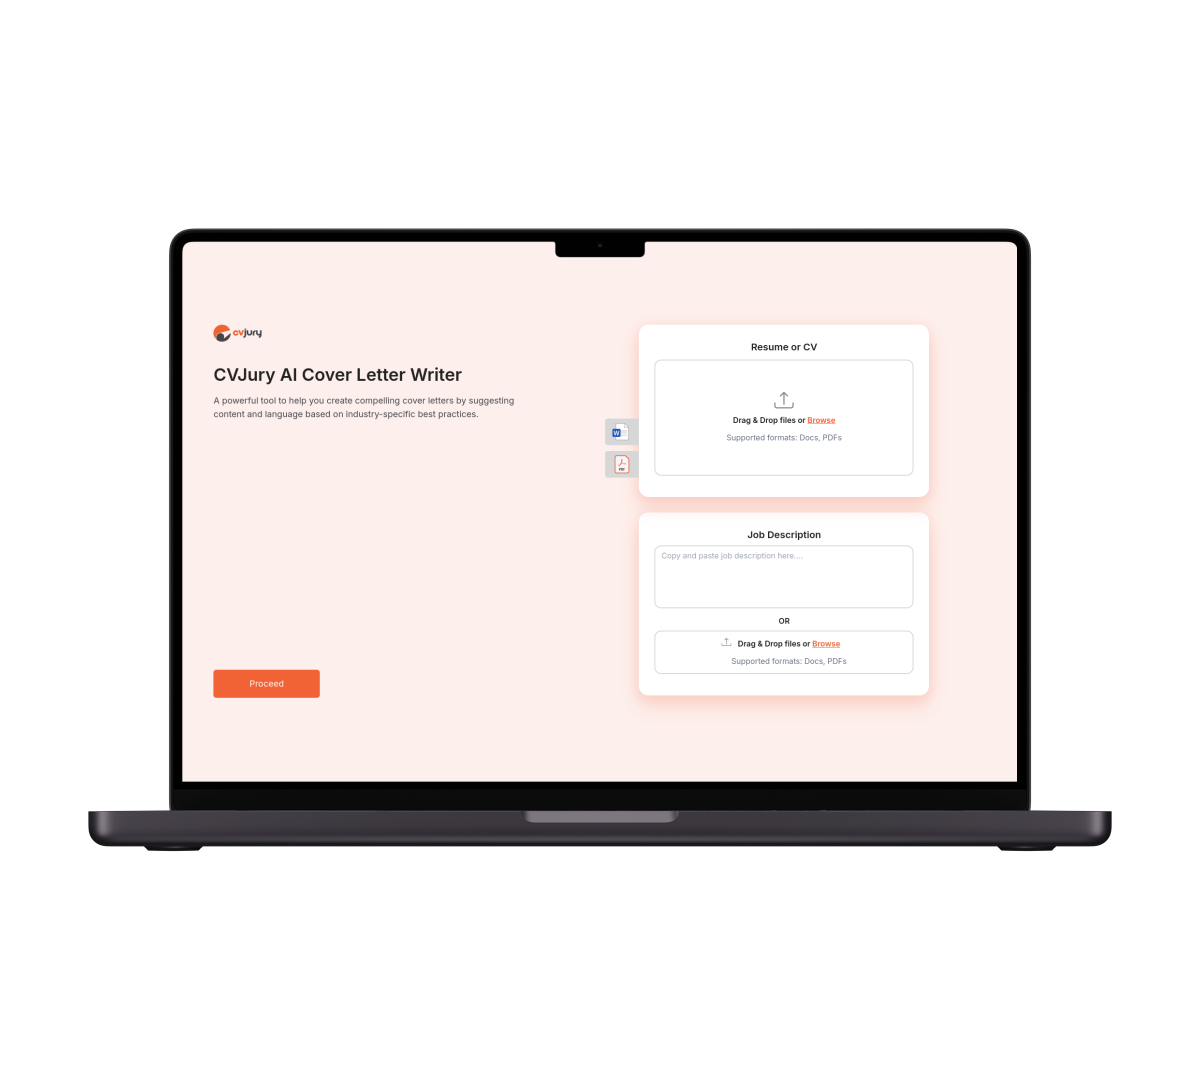 cvjury
CVJury AI Cover Letter Writer
A powerful tool to help you create compelling cover letters by suggesting
content and language based on industry-specific best practices.
Proceed
Resume or CV
Drag & Drop files or Browse
Supported formats: Docs, PDFs
W
PDF
Job Description
Copy and paste job description here....
OR
Drag & Drop files or Browse
Supported formats: Docs, PDFs